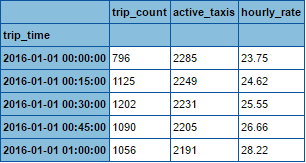 trip_count active_taxis hourly_rate
trip_time
2016-01-01 00:00:00 796 2285 23.75
2016-01-01 00:15:00 1125 2249 24.62
2016-01-01 00:30:00 1202 2231 25.55
2016-01-01 00:45:00 1090 2205 26.66
2016-01-01 01:00:00 1056 2191 28.22